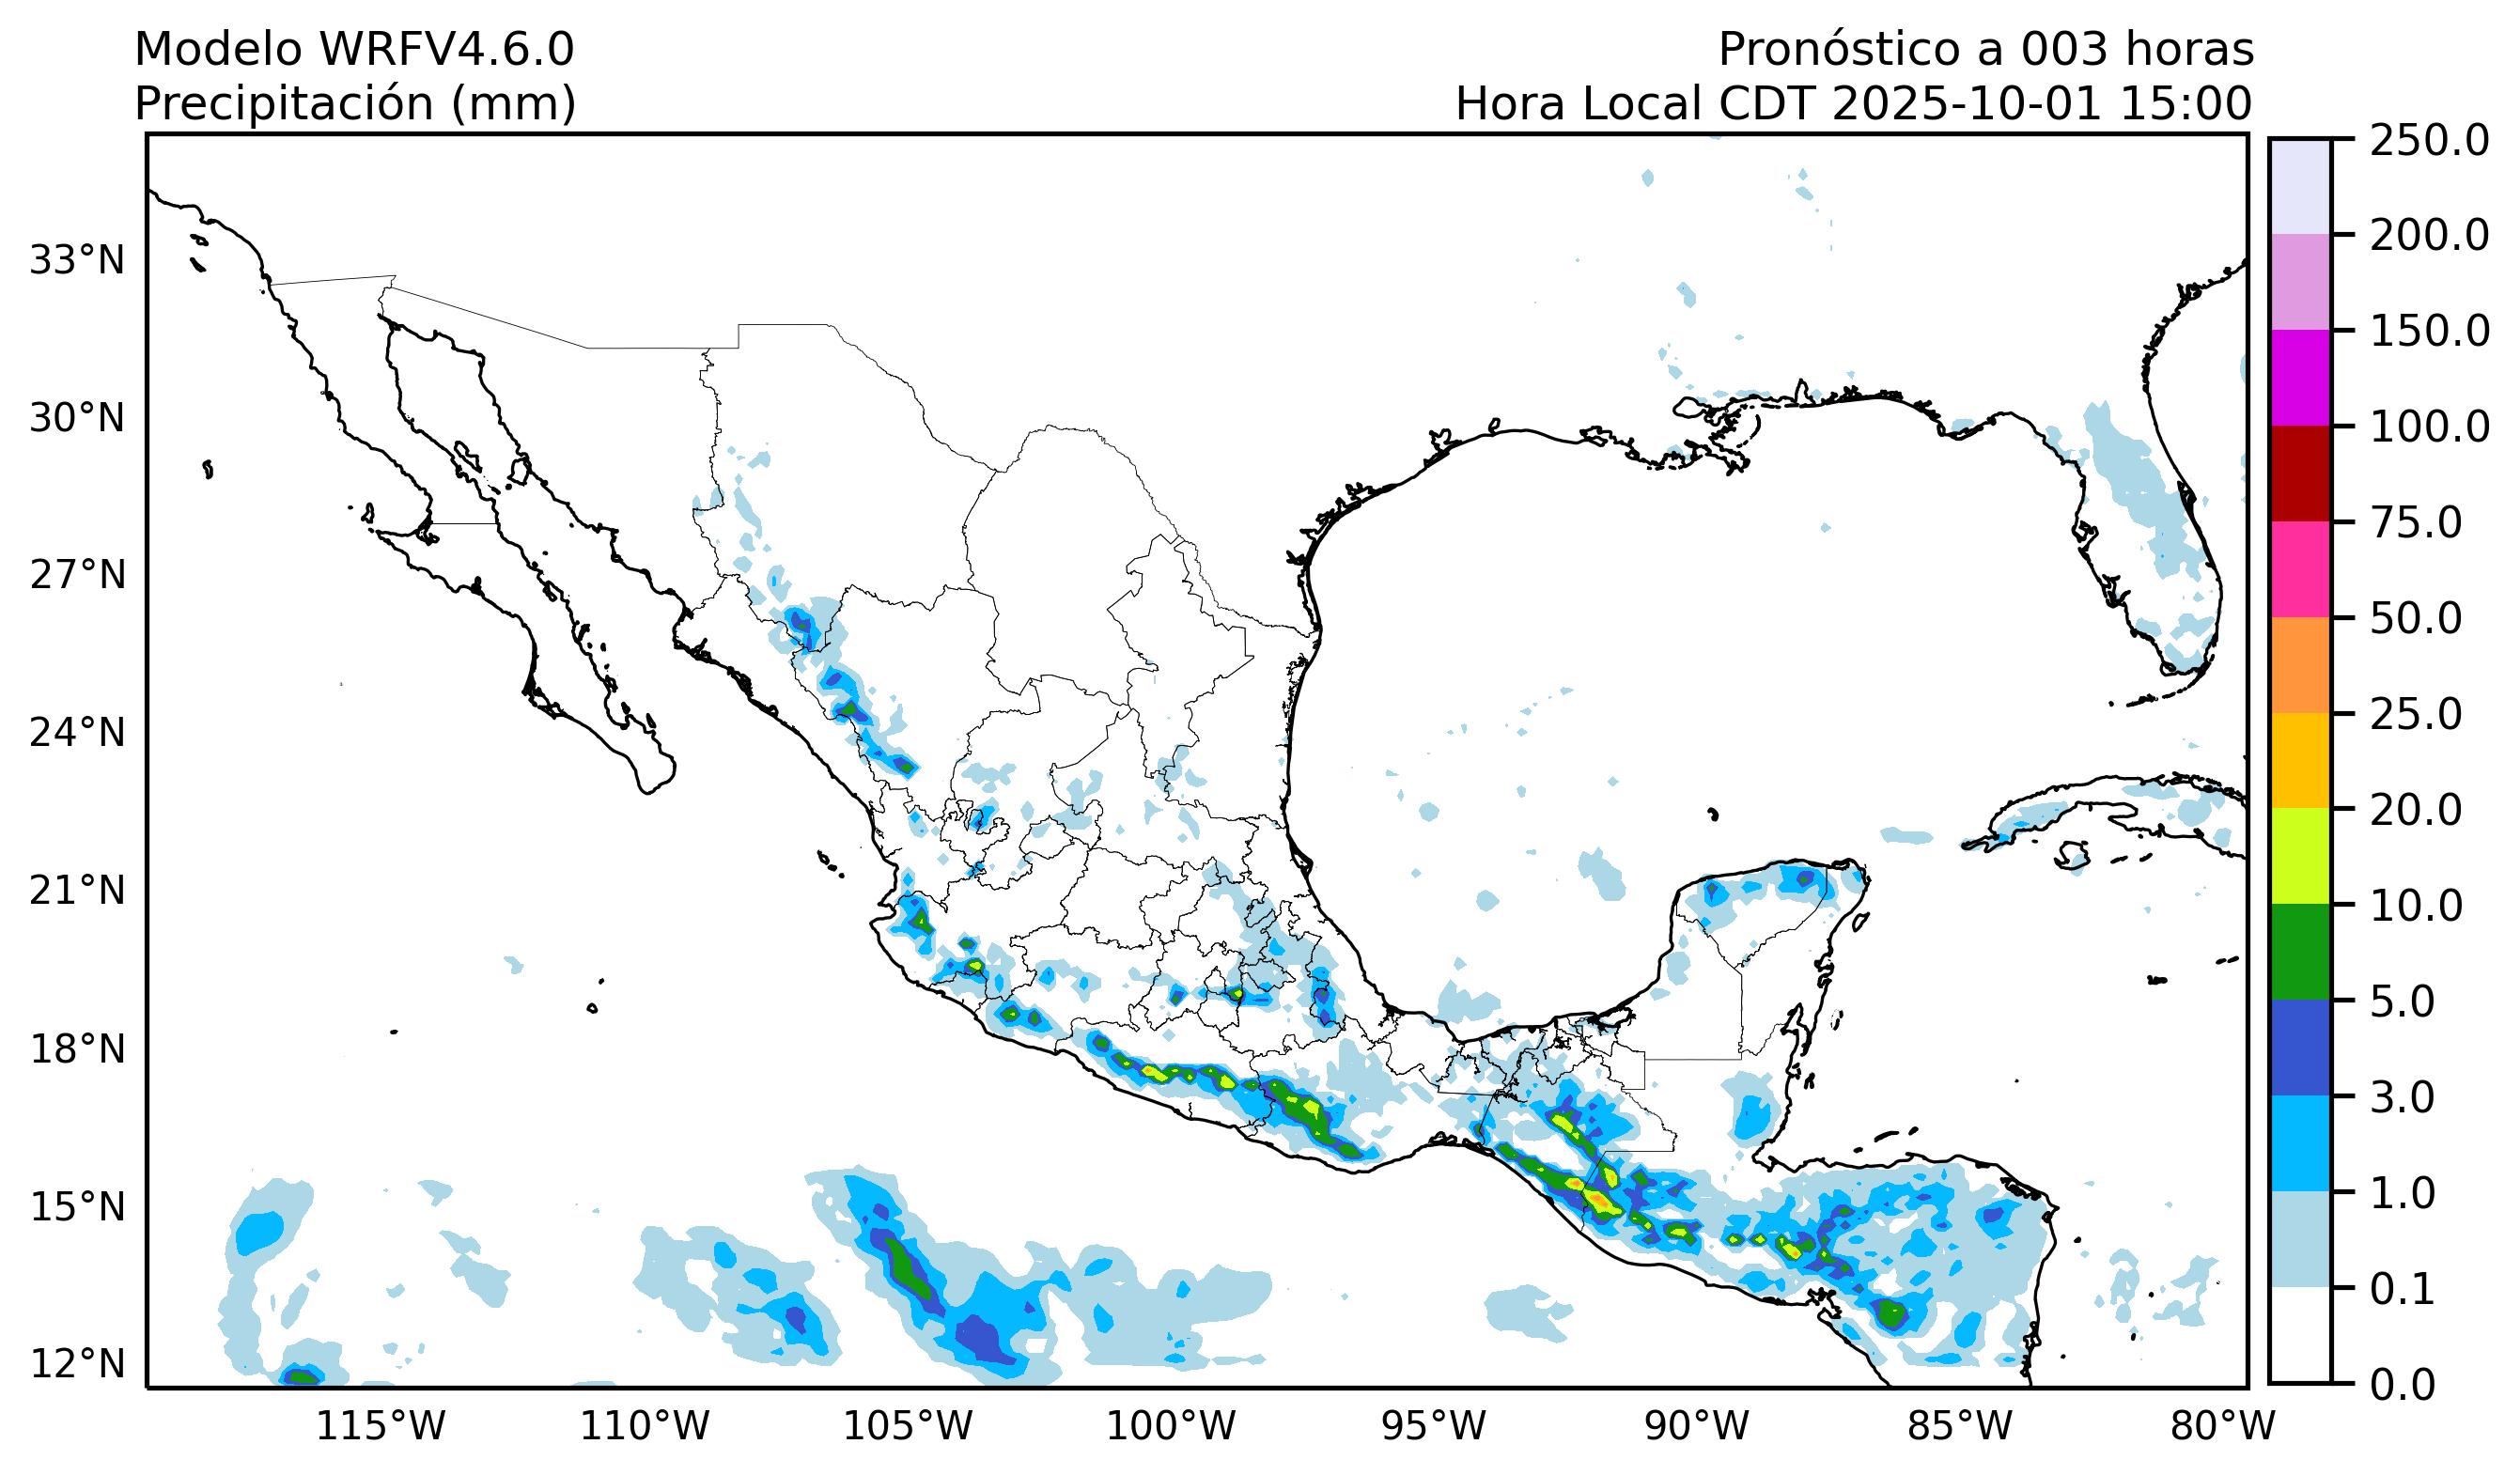 Modelo WRFV4.6.0
Precipitación (mm)
Pronóstico a 003 horas
Hora Local CDT 2025-10-01 15:00
33°N
30°N
27°N
24°N
21°N
18°N
15°N
12°N
115°W
110°W
105°W
100°W
95°W
90°W
85°W
80°W
250.0
200.0
150.0
100.0
75.0
50.0
25.0
20.0
10.0
5.0
3.0
1.0
0.1
0.0